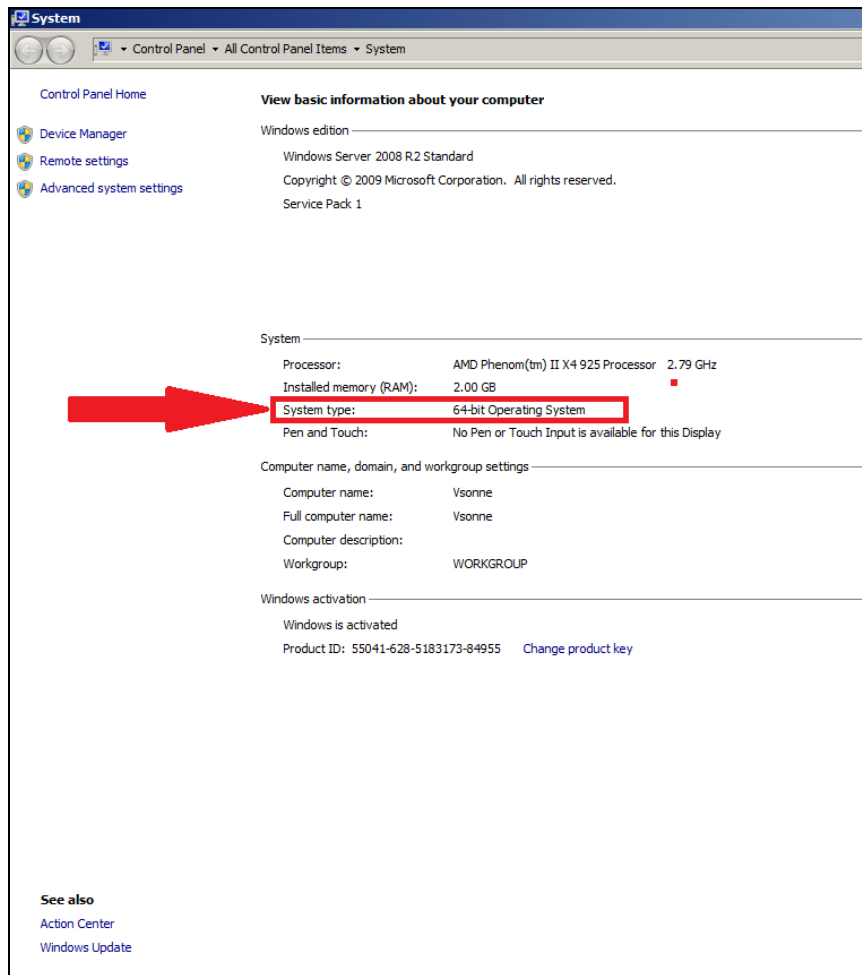 System
Control Panel All Control Panel Items System
Control Panel Home
Device Manager
Remote settings
Advanced system settings
View basic information about your computer
Windows edition
Windows Server 2008 R2 Standard
Copyright © 2009 Microsoft Corporation. All rights reserved.
Service Pack 1
System
Processor: AMD Phenom(tm) II X4 925 Processor 2.79 GHz
Installed memory (RAM): 2.00 GB
System type: 64-bit Operating System
Pen and Touch: No Pen or Touch Input is available for this Display
Computer name, domain, and workgroup settings
Computer name: Vsonne
Full computer name: Vsonne
Computer description:
Workgroup: WORKGROUP
Windows activation
Windows is activated
Product ID: 55041-628-5183173-84955 Change product key
See also
Action Center
Windows Update